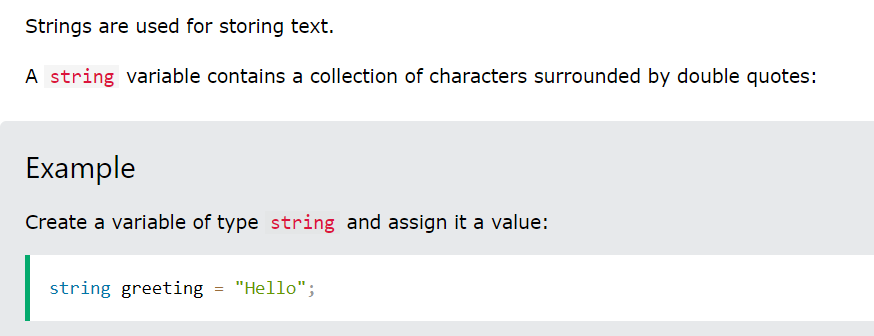 Strings are used for storing text.
A string variable contains a collection of characters surrounded by double quotes:
Example
Create a variable of type string and assign it a value:
string greeting = "Hello";